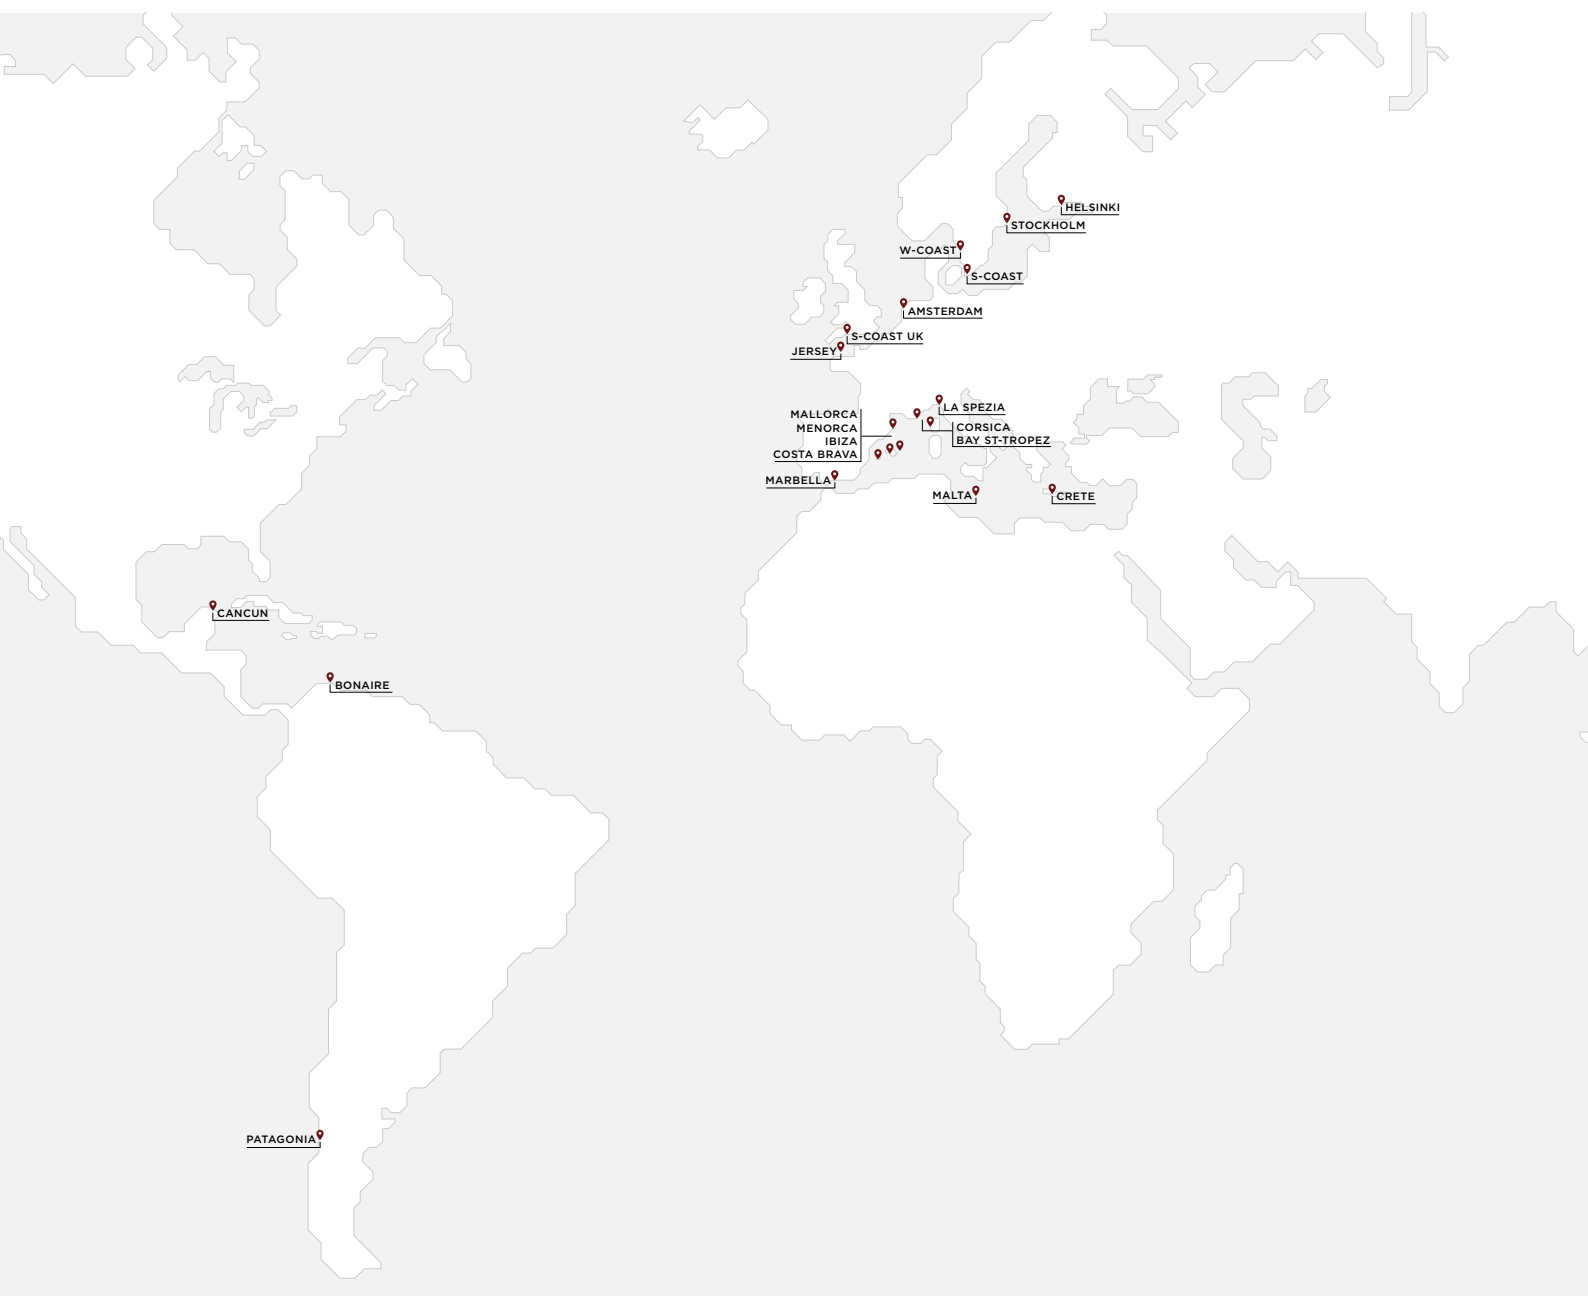 HELSINKI
STOCKHOLM
W-COAST
S-COAST
AMSTERDAM
S-COAST UK
JERSEY
LA SPEZIA
MALLORCA
MENORCA
IBIZA
COSTA BRAVA
CORSICA
BAY ST-TROPEZ
MARBELLA
MALTA
CRETE
CANCUN
BONAIRE
PATAGONIA